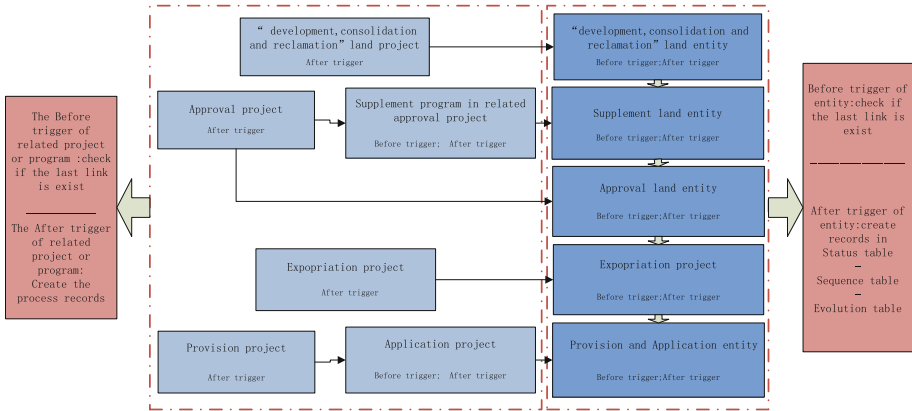 The Before
trigger of
related project
or program :check
if the last link
is exist
The After trigger
of related
project or
program:
Create the
process records
“ development,consolidation
and reclamation” land project
After trigger
Approval project
After trigger
Supplement program in related
approval project
Before trigger; After trigger
Expopriation project
After trigger
Provision project
After trigger
Application project
Before trigger; After trigger
“development,consolidation and
reclamation” land entity
Before trigger;After trigger
Supplement land entity
Before trigger;After trigger
Approval land entity
Before trigger;After trigger
Expopriation project
Before trigger;After trigger
Provision and Application entity
Before trigger;After trigger
Before trigger of
entity:check if
the last link is
exist
After trigger of
entity:create
records in
Status table
Sequence table
Evolution table